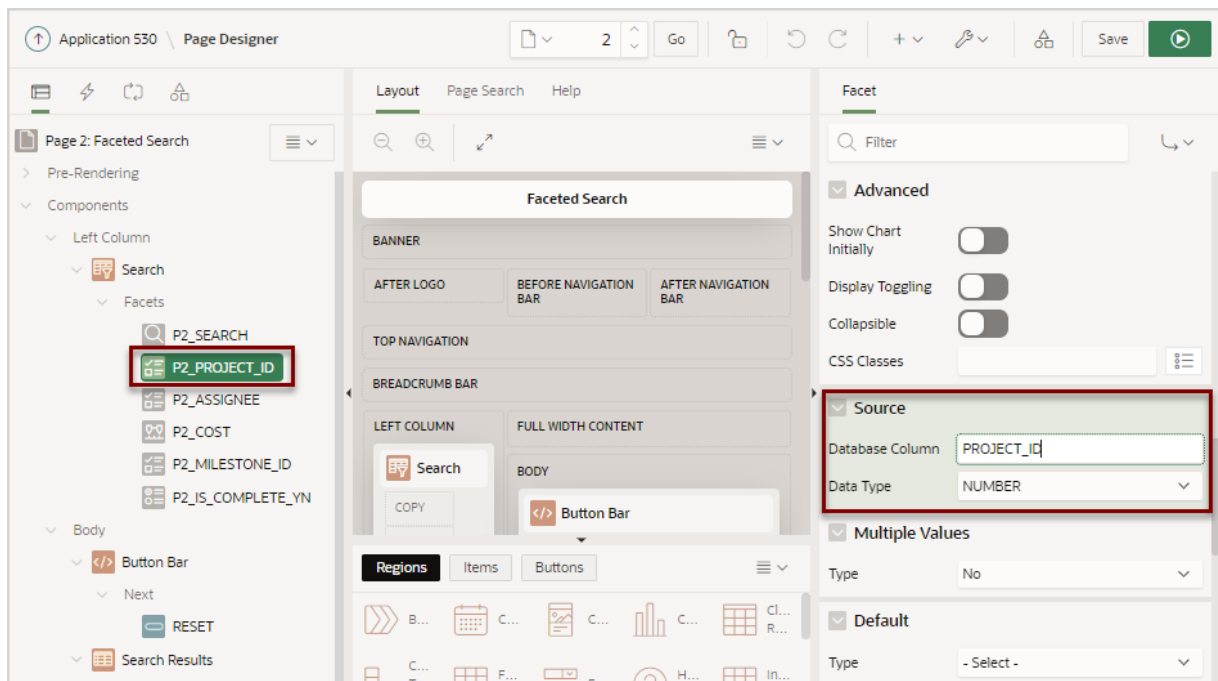 Application 530 \ Page Designer
2
Go
Save
Layout Page Search Help
Facet
Page 2: Faceted Search
Filter
Pre-Rendering
Components
Left Column
Search
Facets
P2_SEARCH
P2_PROJECT_ID
P2_ASSIGNEE
P2_COST
P2_MILESTONE_ID
P2_IS_COMPLETE_YN
Body
Button Bar
Next
RESET
Search Results
Faceted Search
BANNER
AFTER LOGO
BEFORE NAVIGATION
BAR
AFTER NAVIGATION
BAR
TOP NAVIGATION
BREADCRUMB BAR
LEFT COLUMN
FULL WIDTH CONTENT
Search
BODY
COPY
</> Button Bar
Regions Items Buttons
B... C... C... C... Cl...
R...
C...
F... H... In...
Advanced
Show Chart
Initially
Display Toggling
Collapsible
CSS Classes
Source
Database Column PROJECT_ID
Data Type NUMBER
Multiple Values
Type No
Default
Type - Select -